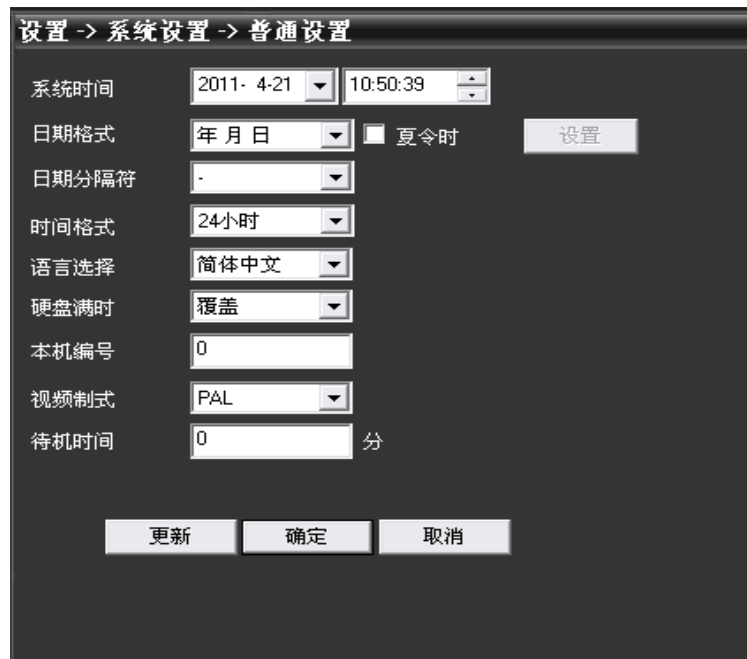 设置 -> 系统设置 -> 普通设置
系统时间 2011- 4-21 10:50:39
日期格式 年 月 日 夏令时 设置
日期分隔符 -
时间格式 24小时
语言选择 简体中文
硬盘满时 覆盖
本机编号 0
视频制式 PAL
待机时间 0 分
更新 确定 取消